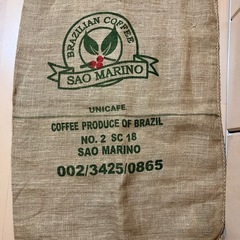 BRAZILIAN COFFEE
SAO MARINO
UNICAFE
COFFEE PRODUCE OF BRAZIL
NO. 2 SC 18
SAO MARINO
002/3425/0865